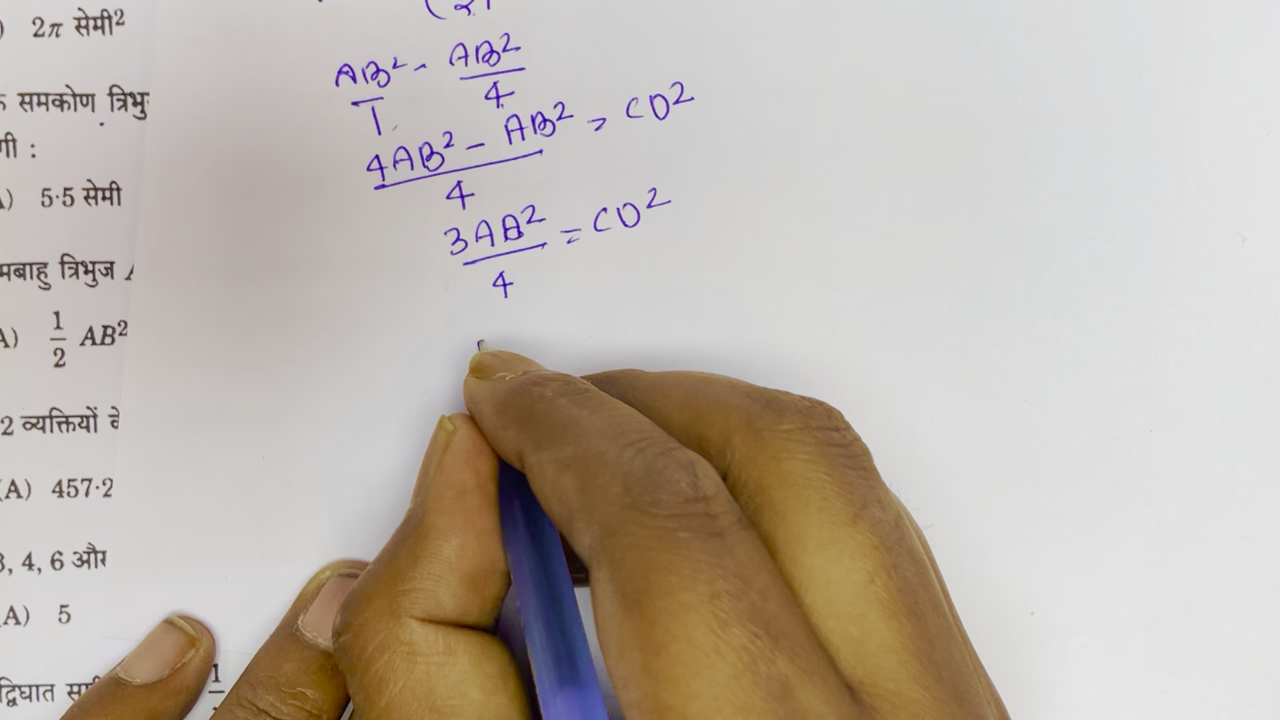 2π सेमी²
समकोण त्रिभु
गी :
5·5 सेमी
मबाहु त्रिभुज
A) 1/2 AB²
2 व्यक्तियों
(A) 457·2
3, 4, 6 और
(A) 5
द्विघात
AB² - AB²/4
1
4AB² - AB²/4 = CD²
3AB²/4 = CD²